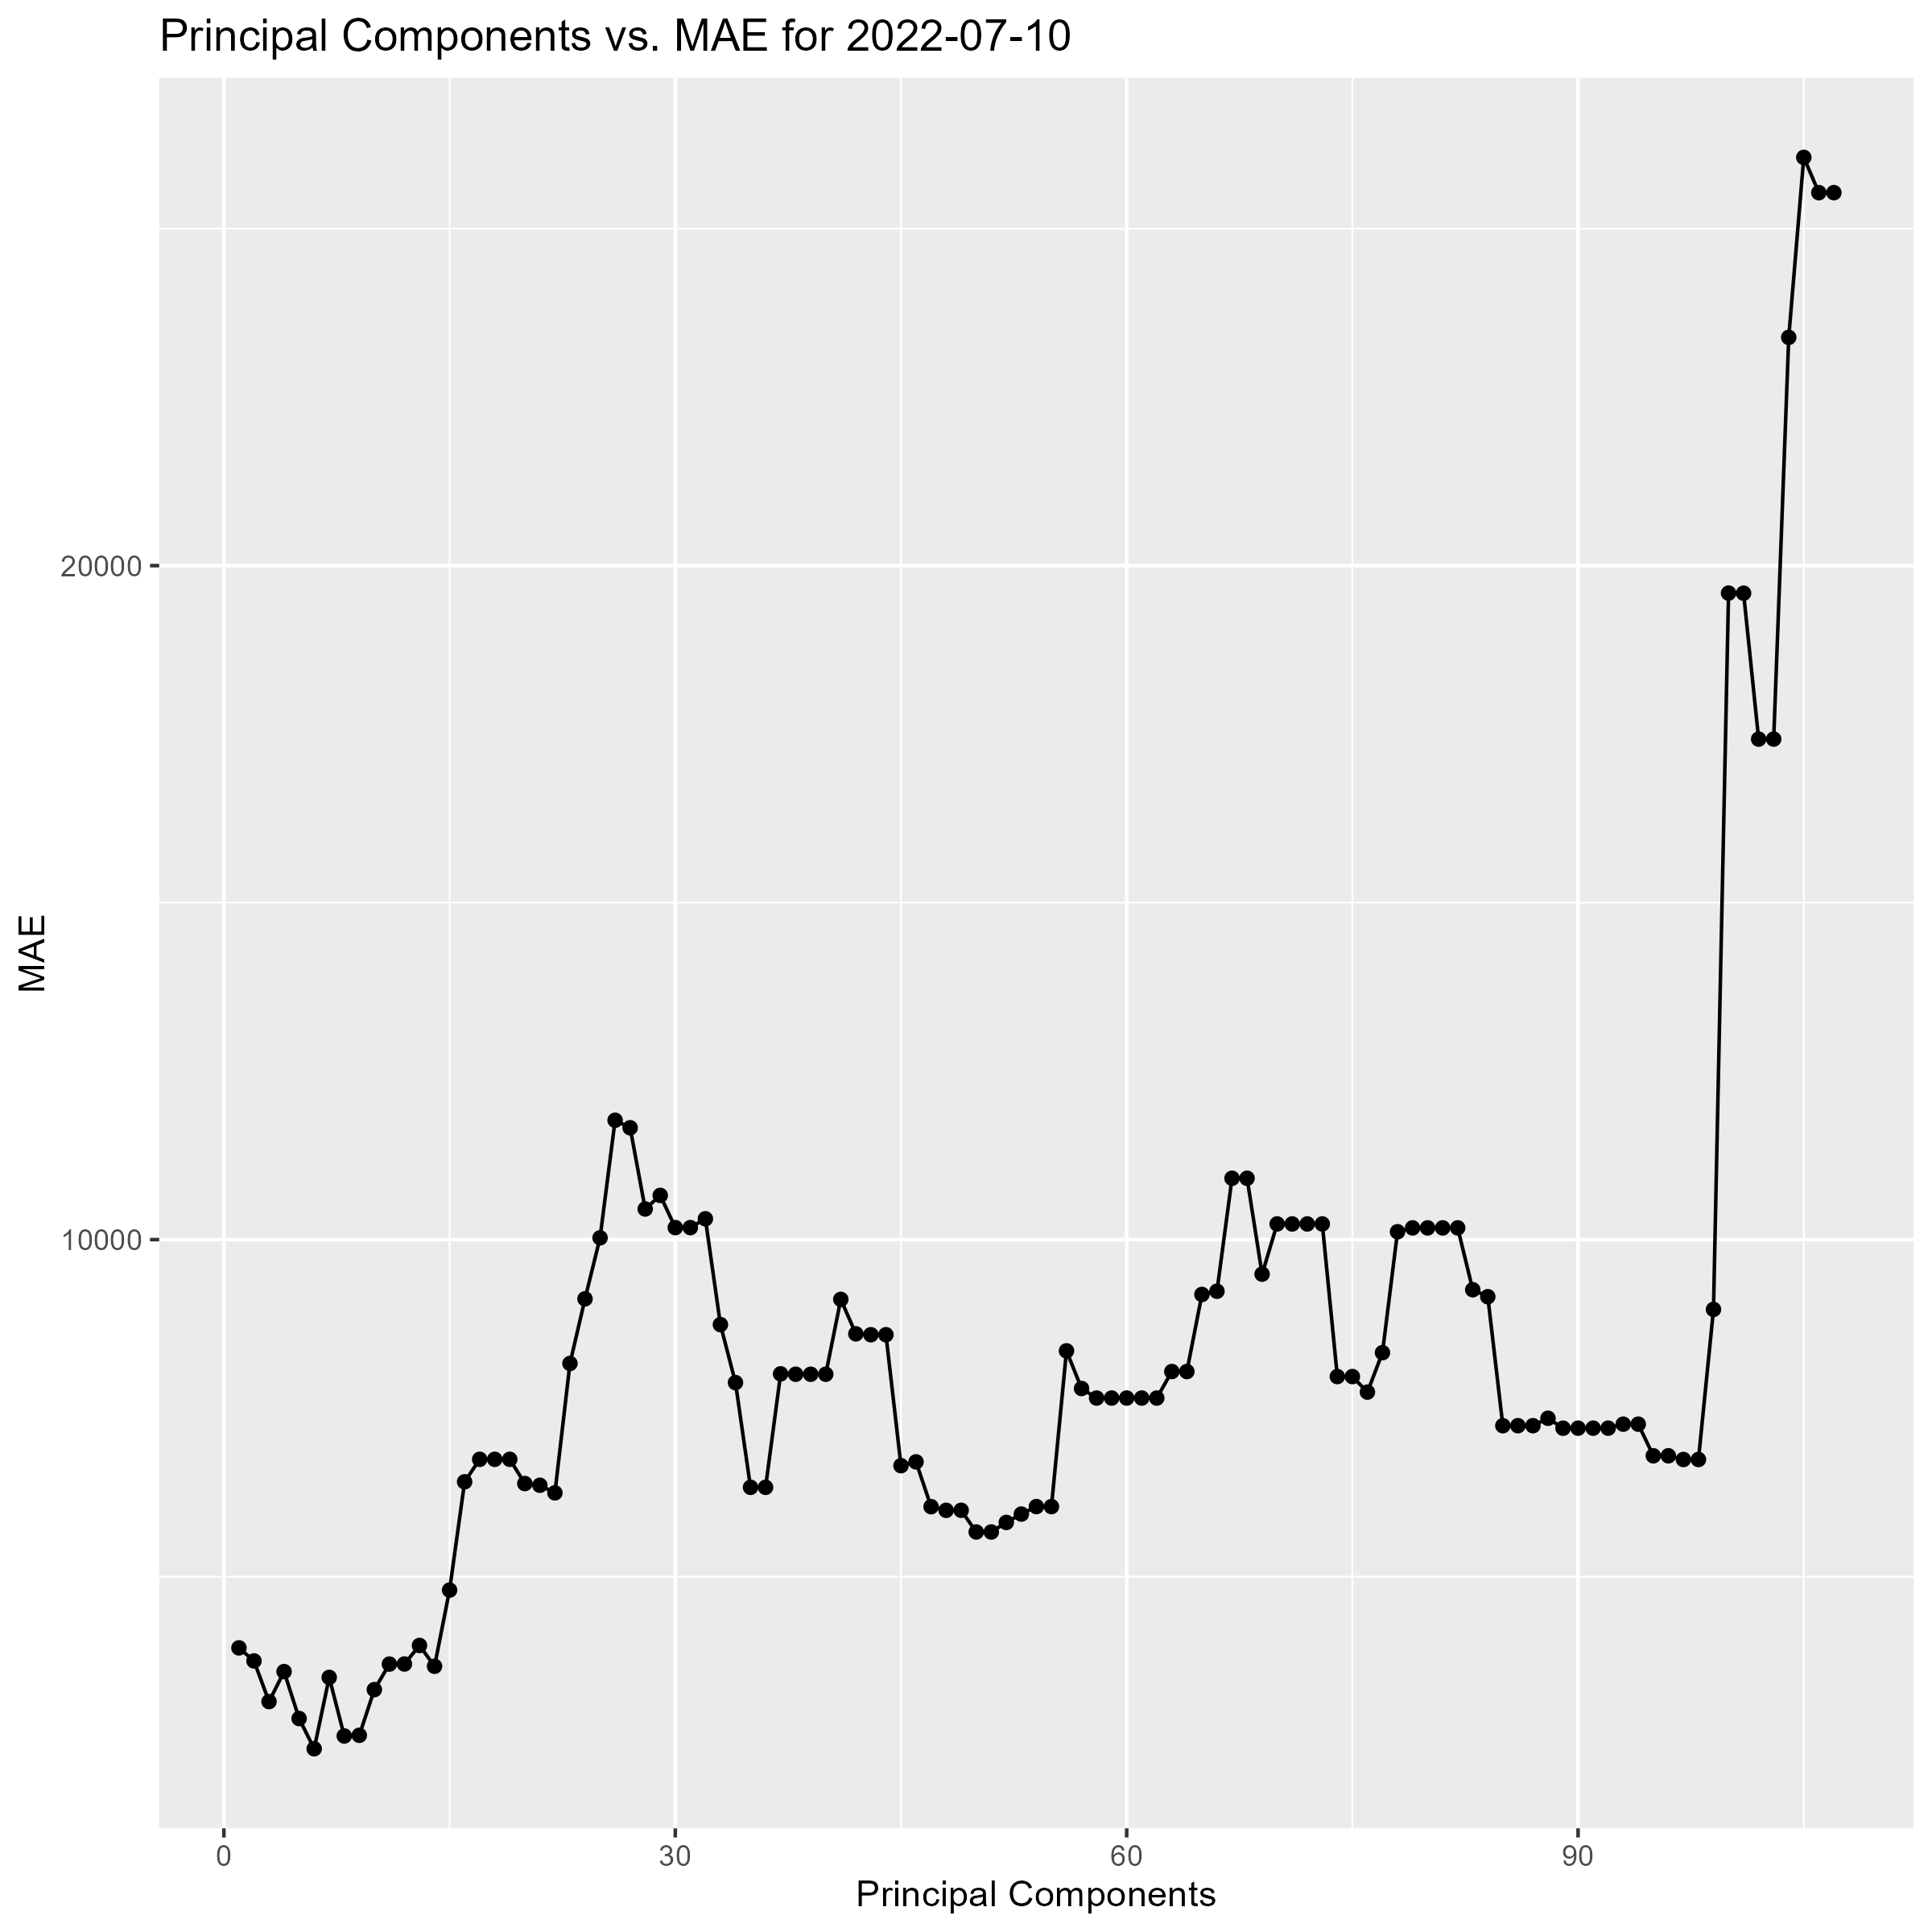 Principal Components vs. MAE for 2022-07-10
MAE
20000
10000
0 30 60 90
Principal Components